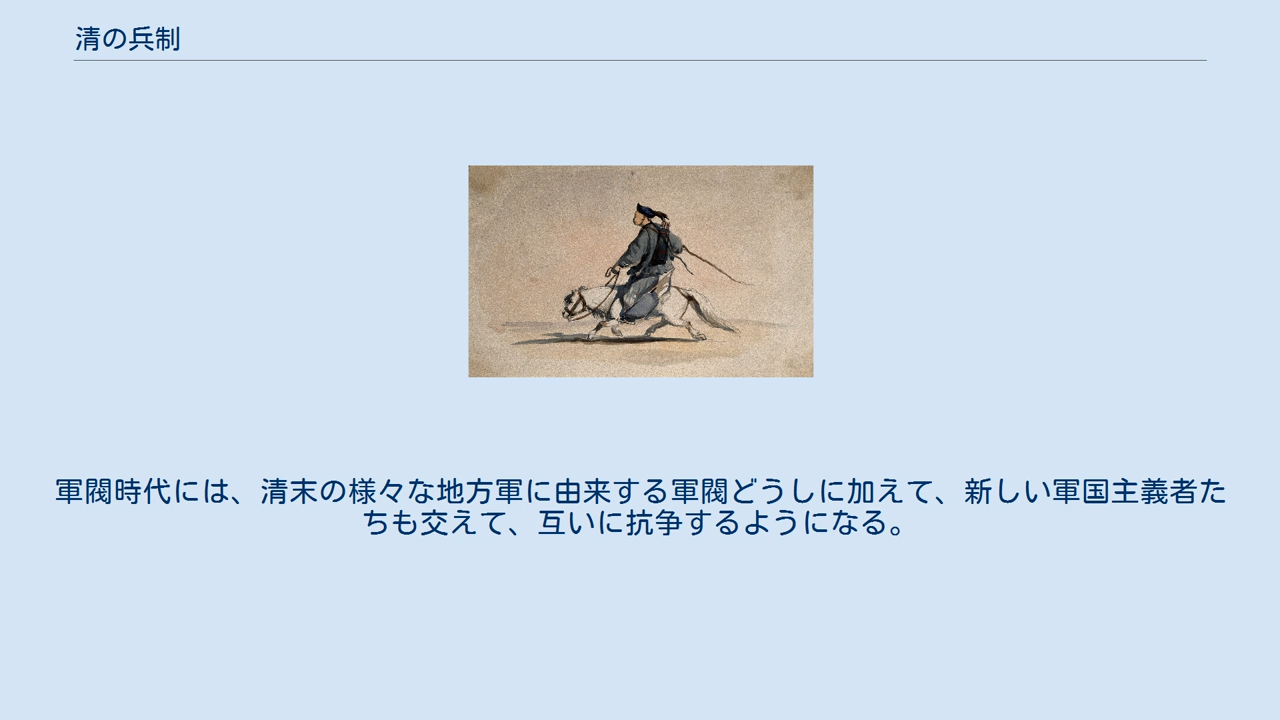 清の兵制
軍閥時代には、清末の様々な地方軍に由来する軍閥どうしに加えて、新しい軍国主義者た
ちも交えて、互いに抗争するようになる。